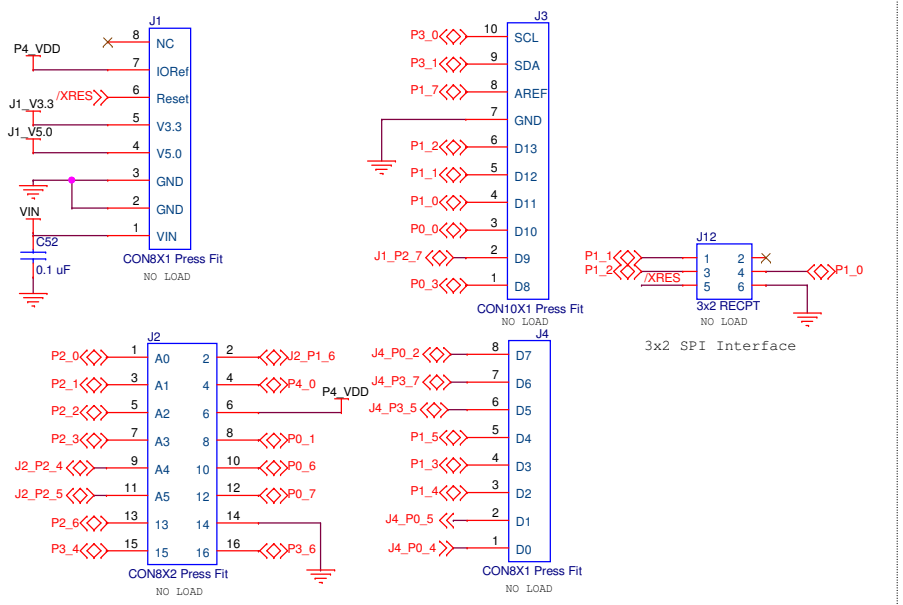 J1
8 NC
P4_VDD 7 IORef
/XRES 6 Reset
J1_V3.3 5 V3.3
J1_V5.0 4 V5.0
3 GND
2 GND
VIN 1 VIN
C52
0.1 uF
CON8X1 Press Fit
NO LOAD
J3
P3_0 10 SCL
P3_1 9 SDA
P1_7 8 AREF
7 GND
P1_2 6 D13
P1_1 5 D12
P1_0 4 D11
P0_0 3 D10
J1_P2_7 2 D9
P0_3 1 D8
CON10X1 Press Fit
NO LOAD
J12
P1_1 1 2
P1_2 3 4 P1_0
/XRES 5 6
3x2 RECPT
NO LOAD
3x2 SPI Interface
J2
P2_0 1 A0 2 2 J2_P1_6
P2_1 3 A1 4 4 P4_0
P2_2 5 A2 6 6 P4_VDD
P2_3 7 A3 8 8 P0_1
J2_P2_4 9 A4 10 10 P0_6
J2_P2_5 11 A5 12 12 P0_7
P2_6 13 13 14 14
P3_4 15 15 16 16 P3_6
CON8X2 Press Fit
NO LOAD
J4
J4_P0_2 8 D7
J4_P3_7 7 D6
J4_P3_5 6 D5
P1_5 5 D4
P1_3 4 D3
P1_4 3 D2
J4_P0_5 2 D1
J4_P0_4 1 D0
CON8X1 Press Fit
NO LOAD